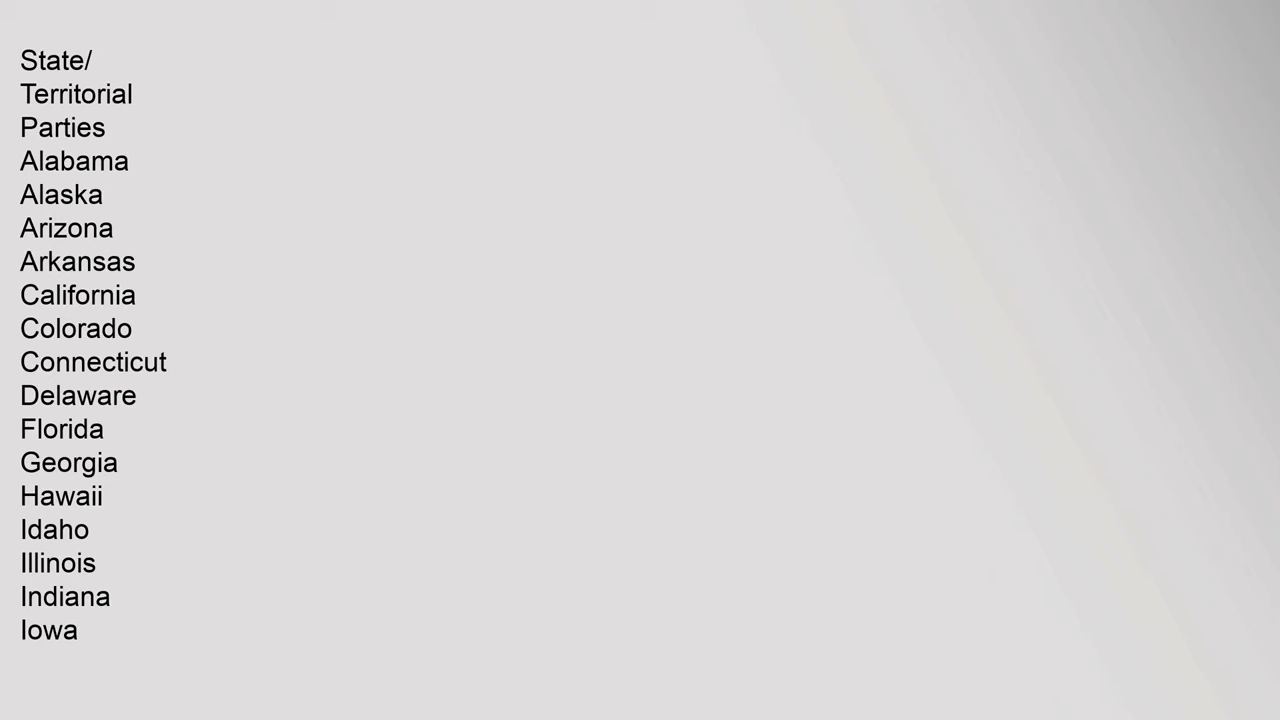 State/
Territorial
Parties
Alabama
Alaska
Arizona
Arkansas
California
Colorado
Connecticut
Delaware
Florida
Georgia
Hawaii
Idaho
Illinois
Indiana
Iowa